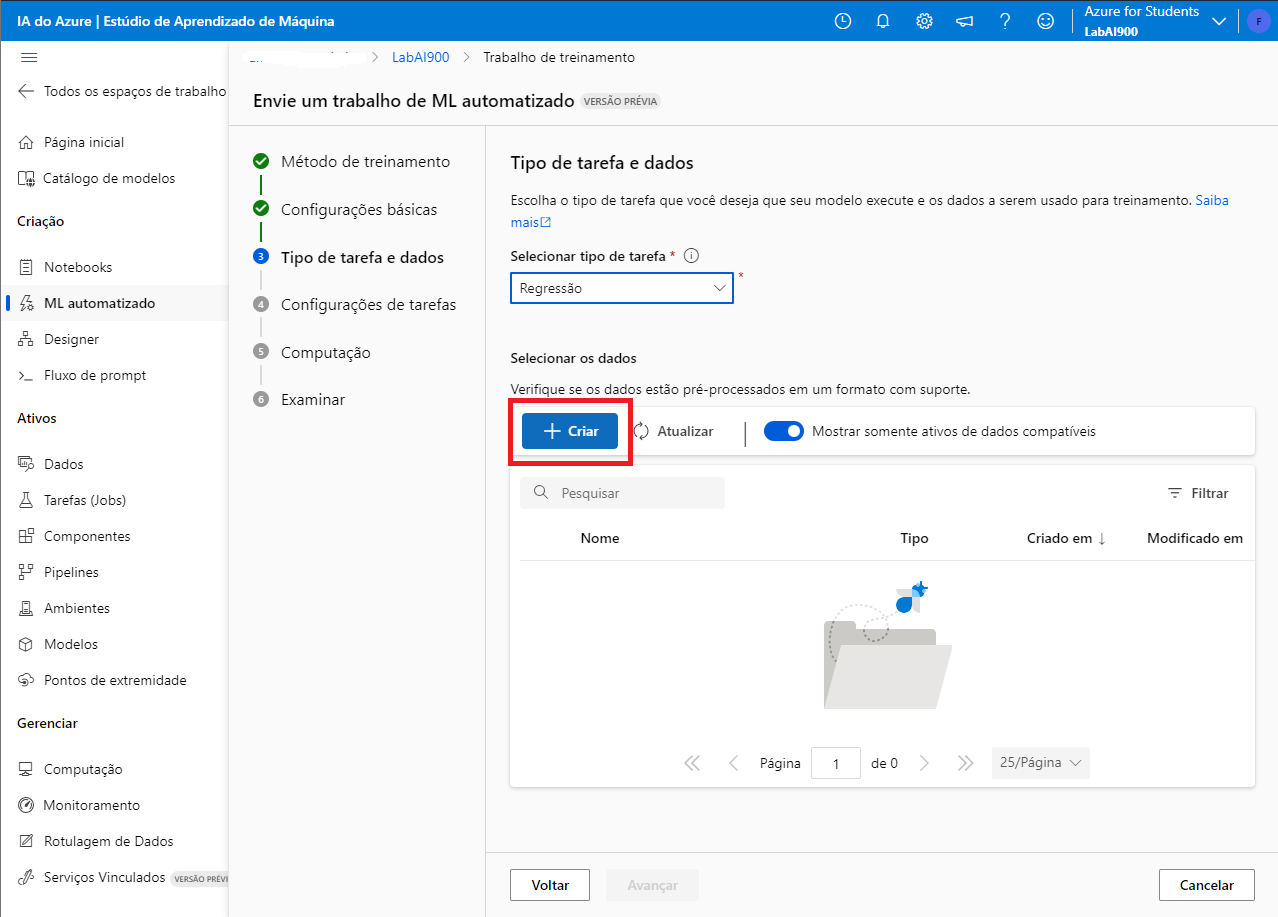 IA do Azure | Estúdio de Aprendizado de Máquina
Azure for Students
LabAI900
F
LabAI900
Trabalho de treinamento
Todos os espaços de trabalho
Página inicial
Catálogo de modelos
Criação
Notebooks
ML automatizado
Designer
Fluxo de prompt
Ativos
Dados
Tarefas (Jobs)
Componentes
Pipelines
Ambientes
Modelos
Pontos de extremidade
Gerenciar
Computação
Monitoramento
Rotulagem de Dados
Serviços Vinculados VERSÃO PRÉVI
Envie um trabalho de ML automatizado VERSÃO PRÉVIA
Método de treinamento
Configurações básicas
3 Tipo de tarefa e dados
4 Configurações de tarefas
5 Computação
6 Examinar
Tipo de tarefa e dados
Escolha o tipo de tarefa que você deseja que seu modelo execute e os dados a serem usado para treinamento. Saiba
mais
Selecionar tipo de tarefa *
Regressão *
Selecionar os dados
Verifique se os dados estão pré-processados em um formato com suporte.
Criar Atualizar | Mostrar somente ativos de dados compatíveis
Pesquisar Filtrar
Nome Tipo Criado em ↓ Modificado em
Página 1 de 0 25/Página
Voltar Avançar Cancelar